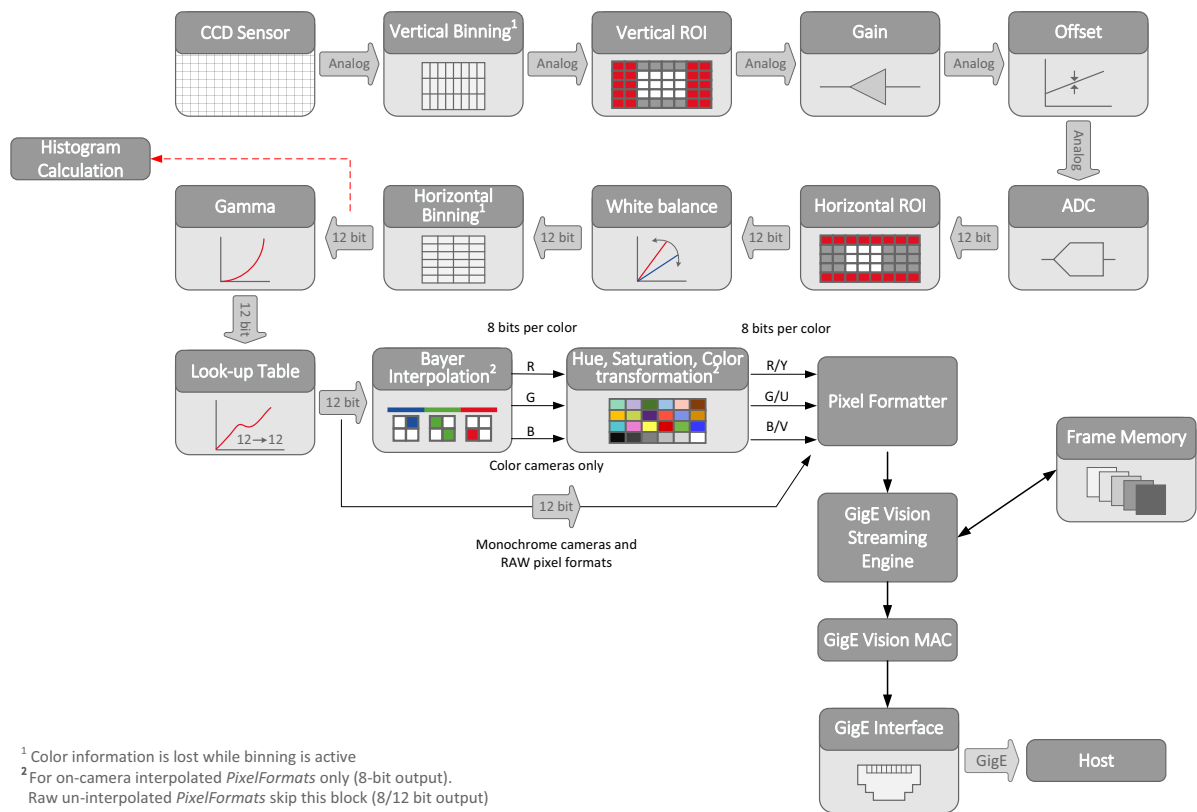 CCD Sensor
Analog
Vertical Binning1
Analog
Vertical ROI
Analog
Gain
Analog
Offset
Analog
Histogram
Calculation
Gamma
12 bit
Horizontal
Binning1
12 bit
White balance
12 bit
Horizontal ROI
12 bit
ADC
12 bit
8 bits per color
8 bits per color
Look-up Table
12→12
12 bit
Bayer
Interpolation2
R
G
B
Hue, Saturation, Color
transformation2
R/Y
G/U
B/V
Pixel Formatter
Color cameras only
12 bit
Monochrome cameras and
RAW pixel formats
Frame Memory
GigE Vision
Streaming
Engine
GigE Vision MAC
GigE Interface
GigE
Host
1 Color information is lost while binning is active
2 For on-camera interpolated PixelFormats only (8-bit output).
Raw un-interpolated PixelFormats skip this block (8/12 bit output)